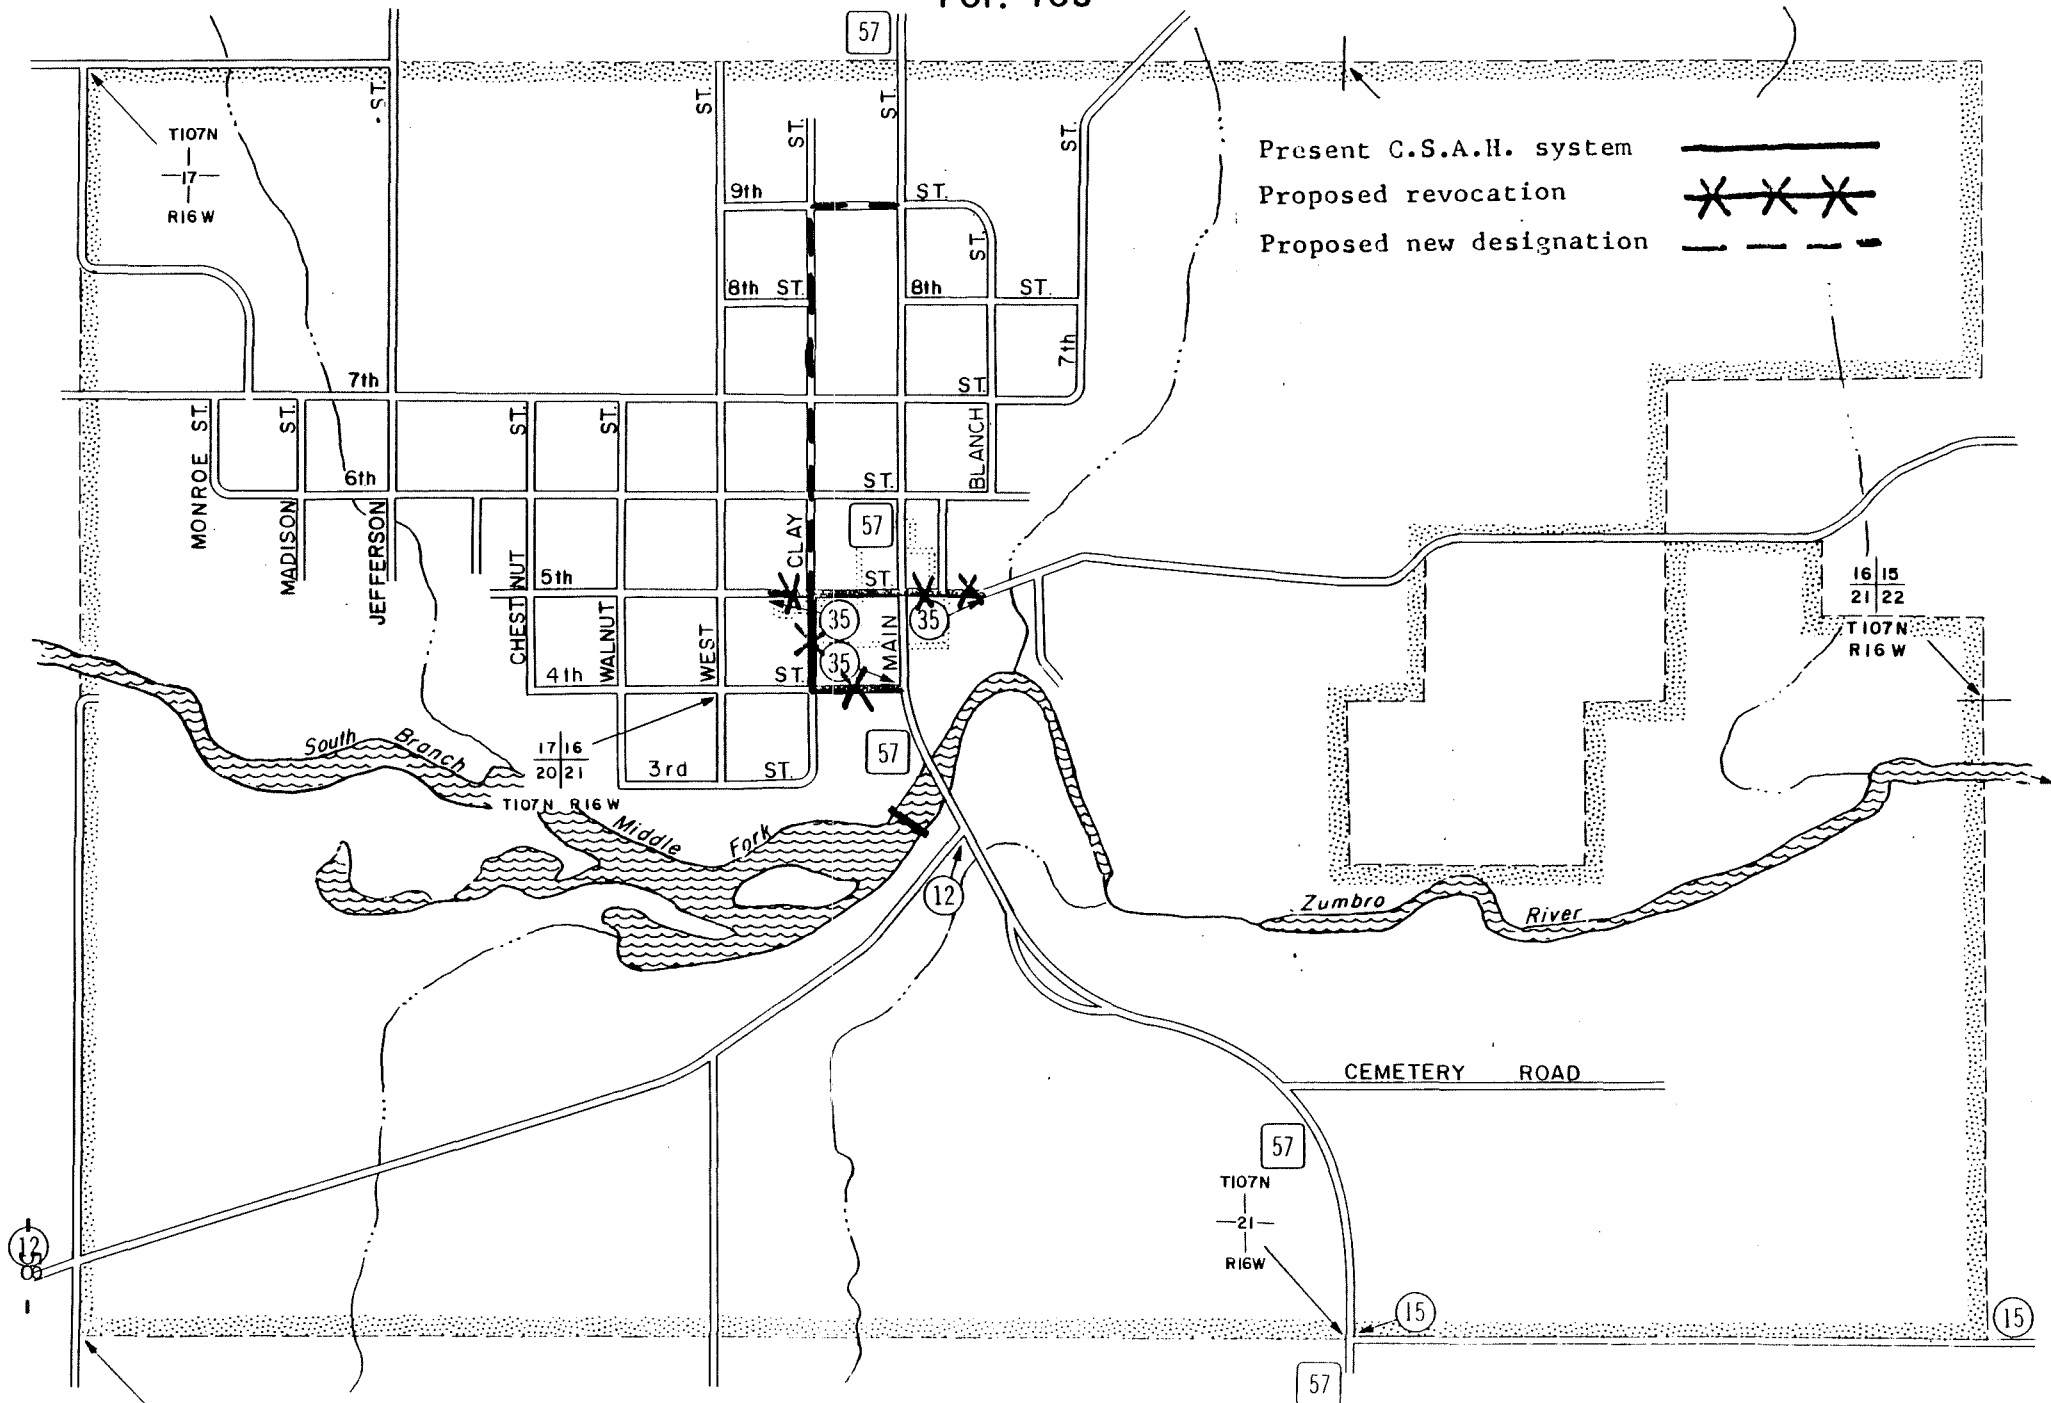 57
ST.
ST.
ST.
ST.
ST.
T107N
17
R16W
Present C.S.A.H. system
Proposed revocation
Proposed new designation
9th
ST.
ST.
8th ST.
8th
ST.
7th
7th
ST.
MONROE ST.
ST.
ST.
ST.
BLANCH
6th
ST.
MADISON
JEFFERSON
57
CLAY
CHESTNUT
5th
ST.
16 15
21 22
T107N
R16W
35
35
WALNUT
WEST
MAIN
35
4th
ST.
57
South Branch
17 16
20 21
3rd
ST.
T107N R16W
Middle Fork
12
Zumbro River
CEMETERY ROAD
57
T107N
21
R16W
12
15
15
57